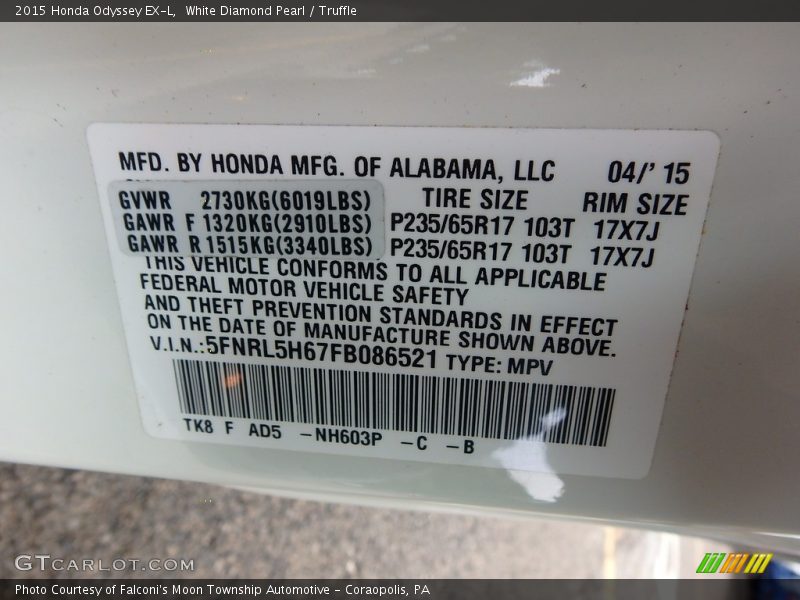 2015 Honda Odyssey EX-L, White Diamond Pearl / Truffle
MFD. BY HONDA MFG. OF ALABAMA, LLC 04/' 15
GVWR 2730KG(6019LBS) TIRE SIZE RIM SIZE
GAWR F 1320KG(2910LBS) P235/65R17 103T 17X7J
GAWR R 1515KG(3340LBS) P235/65R17 103T 17X7J
THIS VEHICLE CONFORMS TO ALL APPLICABLE
FEDERAL MOTOR VEHICLE SAFETY
AND THEFT PREVENTION STANDARDS IN EFFECT
ON THE DATE OF MANUFACTURE SHOWN ABOVE.
V.I.N.:5FNRL5H67FB086521 TYPE: MPV
TK8 F AD5 -NH603P -C -B
GTCARLOT.COM
Photo Courtesy of Falconi's Moon Township Automotive - Coraopolis, PA